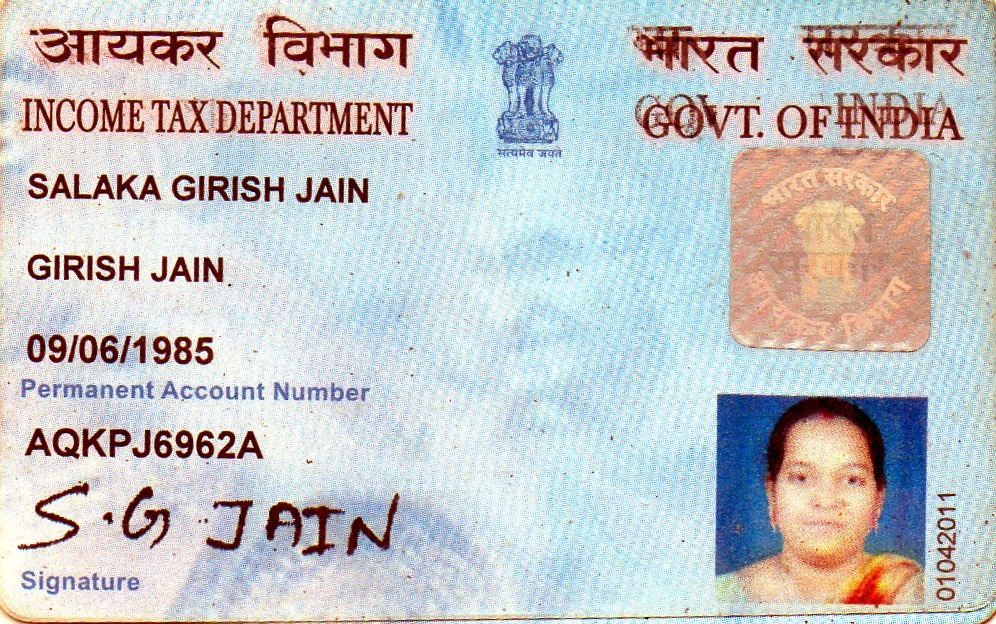 आयकर विभाग
INCOME TAX DEPARTMENT
सत्यमेव जयते
भारत सरकार
GOVT. OF INDIA
SALAKA GIRISH JAIN
GIRISH JAIN
09/06/1985
Permanent Account Number
AQKPJ6962A
S.G JAIN
Signature
भारत सरकार
आयकर विभाग
01042011